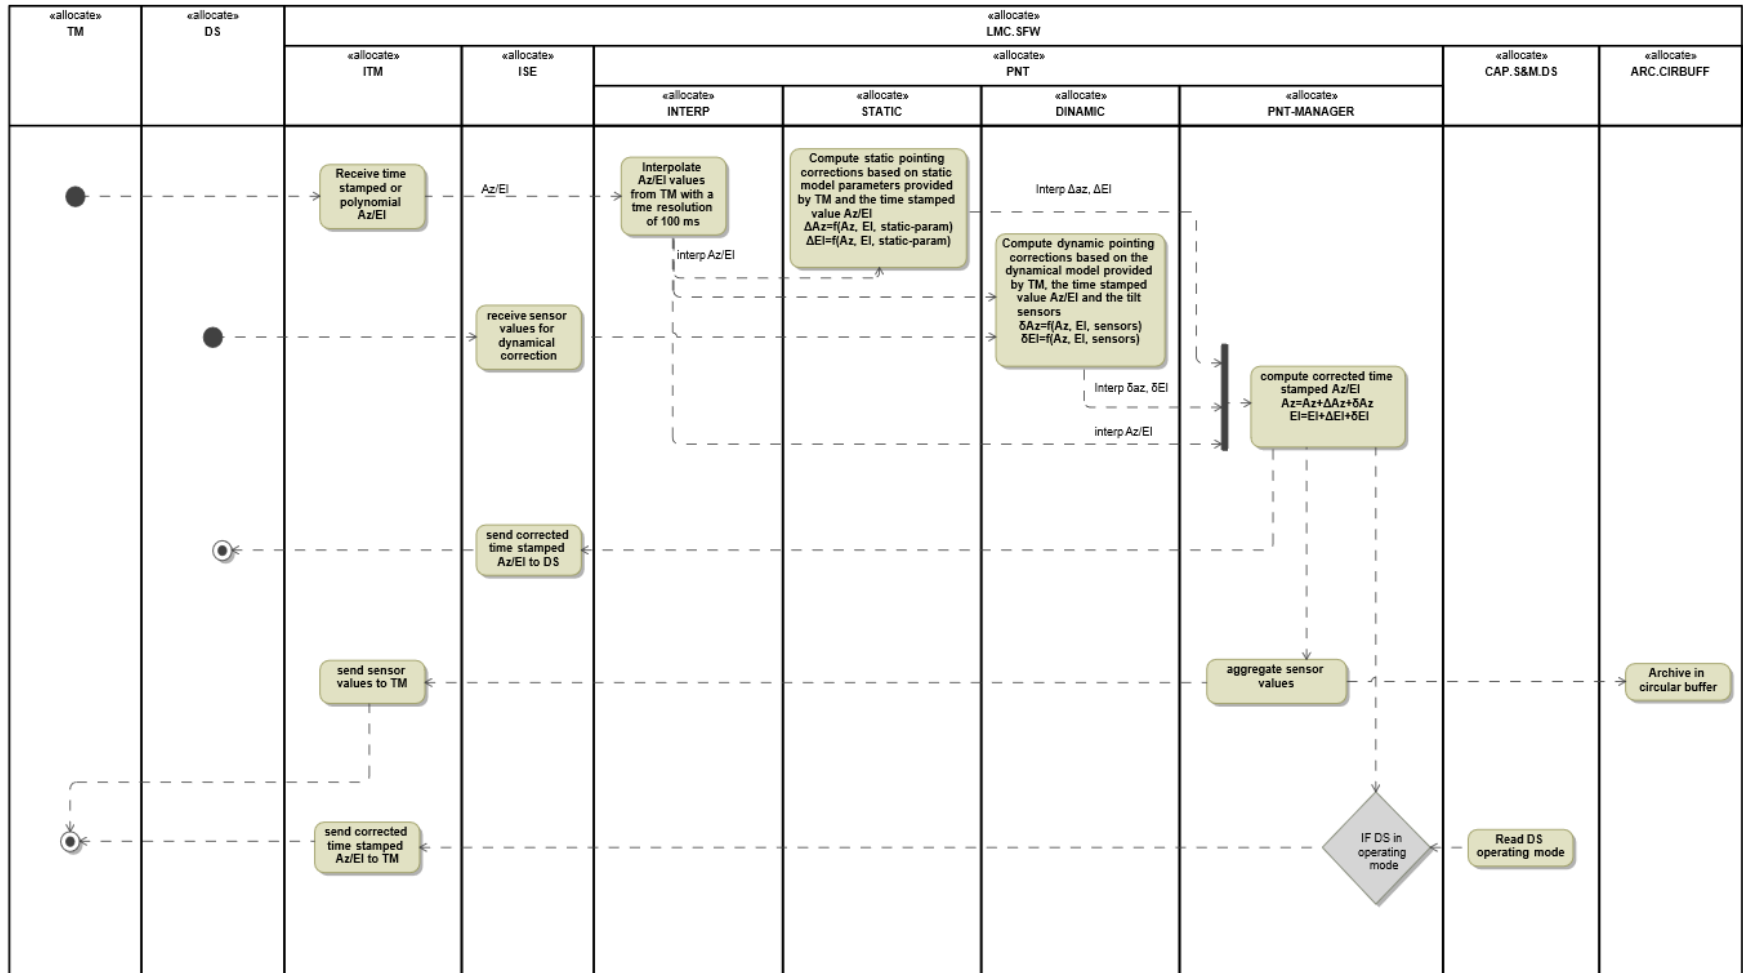 «allocate»
TM
«allocate»
DS
«allocate»
LMC.SFW
«allocate»
ITM
«allocate»
ISE
«allocate»
PNT
«allocate»
CAP.S&M.DS
«allocate»
ARC.CIRBUFF
«allocate»
INTERP
«allocate»
STATIC
«allocate»
DINAMIC
«allocate»
PNT-MANAGER
Receive time
stamped or
polynomial
Az/El
Az/El
Interpolate
Az/El values
from TM with a
tme resolution
of 100 ms
Compute static pointing
corrections based on static
model parameters provided
by TM and the time stamped
value Az/El
ΔAz=f(Az, El, static-param)
ΔEl=f(Az, El, static-param)
Interp Δaz, ΔEl
interp Az/El
Compute dynamic pointing
corrections based on the
dynamical model provided
by TM, the time stamped
value Az/El and the tilt
sensors
δAz=f(Az, El, sensors)
δEl=f(Az, El, sensors)
receive sensor
values for
dynamical
correction
Interp δaz, δEl
interp Az/El
compute corrected time
stamped Az/El
Az=Az+ΔAz+δAz
El=El+ΔEl+δEl
send corrected
time stamped
Az/El to DS
send sensor
values to TM
aggregate sensor
values
Archive in
circular buffer
send corrected
time stamped
Az/El to TM
IF DS in
operating
mode
Read DS
operating mode